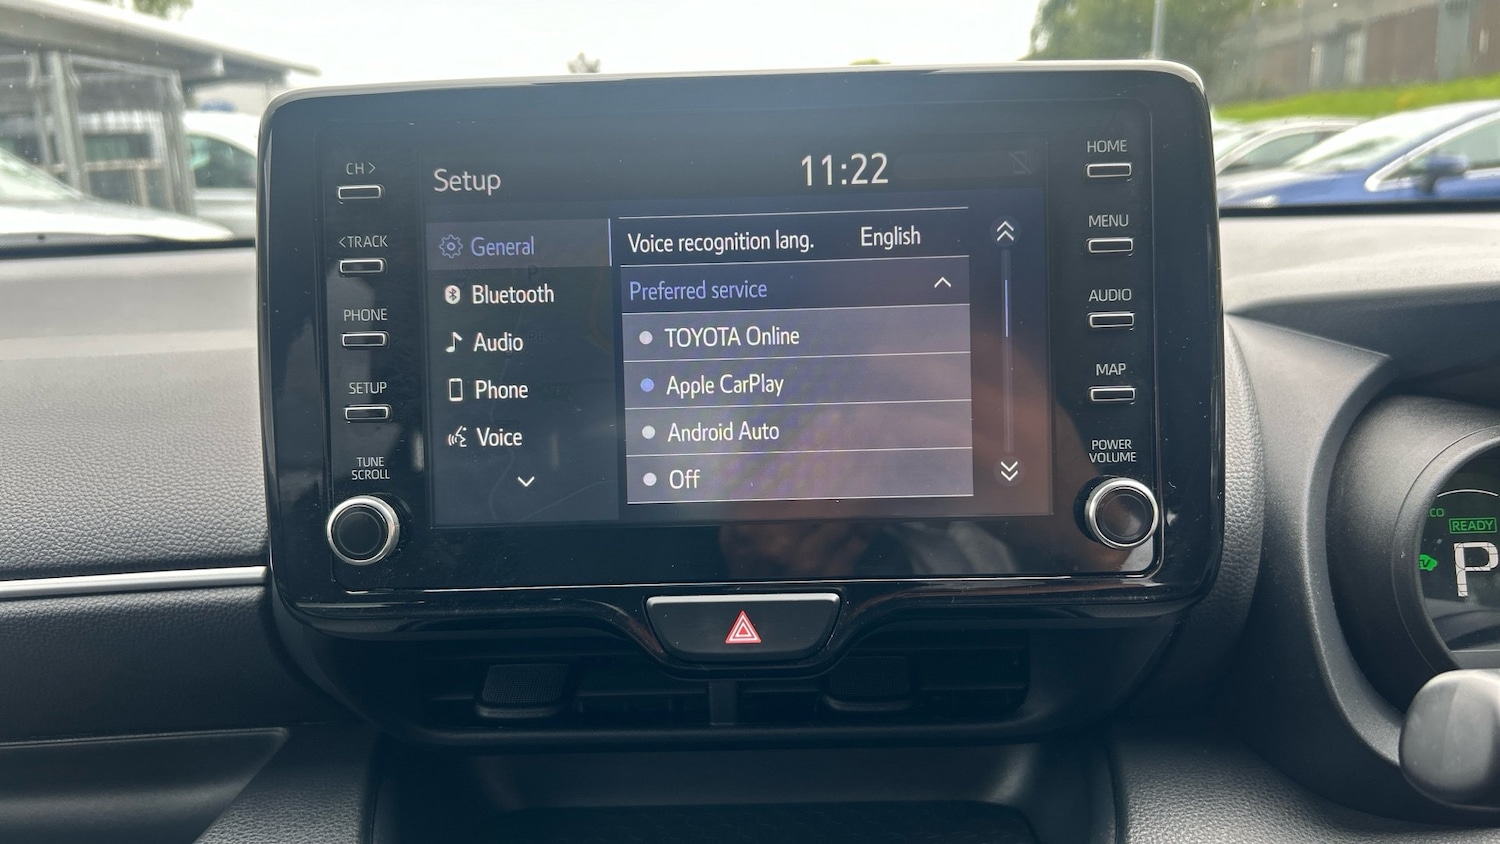 CH >
< TRACK
PHONE
SETUP
TUNE
SCROLL
Setup
11:22
General
Bluetooth
Audio
Phone
Voice
Voice recognition lang. English
Preferred service
TOYOTA Online
Apple CarPlay
Android Auto
Off
HOME
MENU
AUDIO
MAP
POWER
VOLUME
READY
P